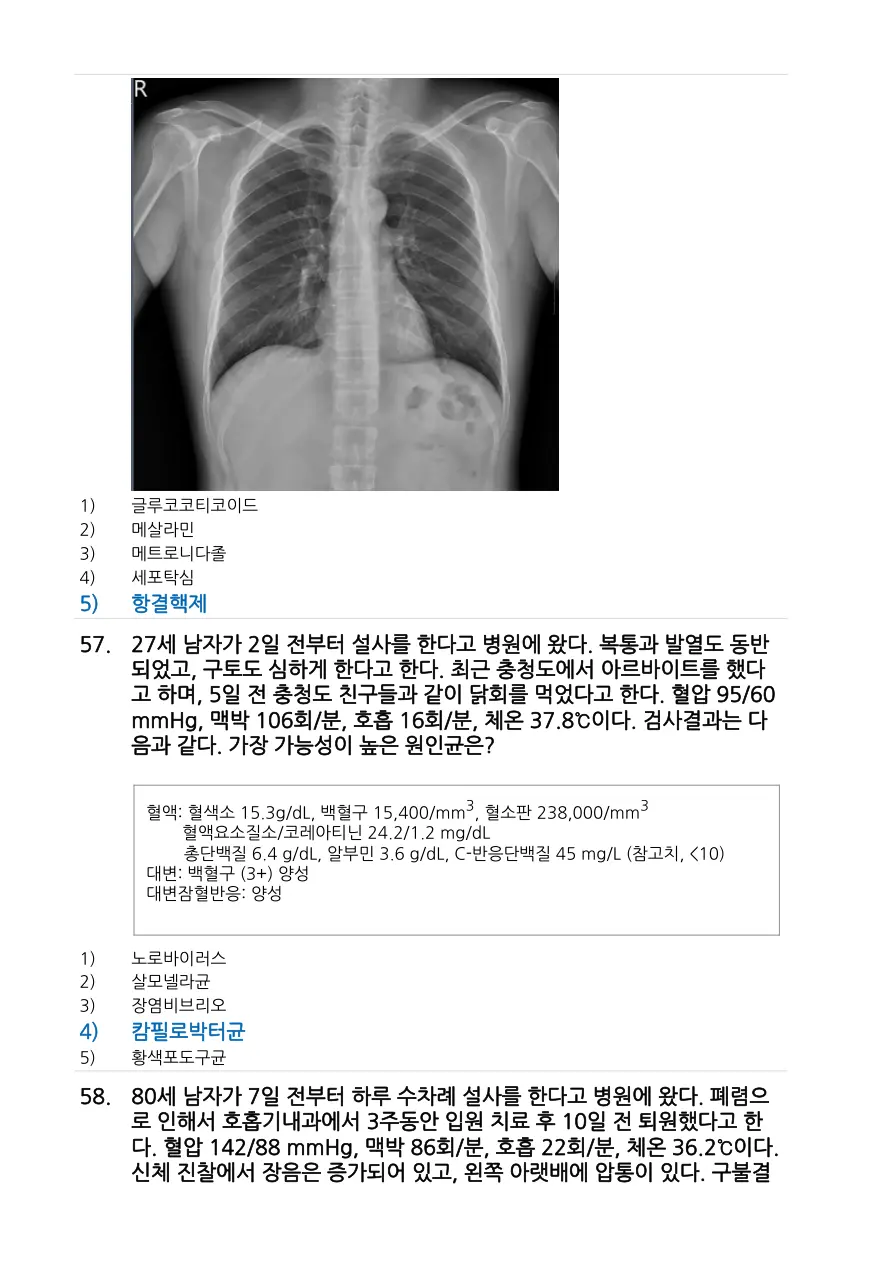 R
1) 글루코코티코이드
2) 메살라민
3) 메트로니다졸
4) 세포탁심
5) 항결핵제
57. 27세 남자가 2일 전부터 설사를 한다고 병원에 왔다. 복통과 발열도 동반
되었고, 구토도 심하게 한다고 한다. 최근 충청도에서 아르바이트를 했다
고 하며, 5일 전 충청도 친구들과 같이 닭회를 먹었다고 한다. 혈압 95/60
mmHg, 맥박 106회/분, 호흡 16회/분, 체온 37.8℃이다. 검사결과는 다
음과 같다. 가장 가능성이 높은 원인균은?
혈액: 혈색소 15.3g/dL, 백혈구 15,400/mm3, 혈소판 238,000/mm3
혈액요소질소/코레아티닌 24.2/1.2 mg/dL
총단백질 6.4 g/dL, 알부민 3.6 g/dL, C-반응단백질 45 mg/L (참고치, <10)
대변: 백혈구 (3+) 양성
대변잠혈반응: 양성
1) 노로바이러스
2) 살모넬라균
3) 장염비브리오
4) 캄필로박터균
5) 황색포도구균
58. 80세 남자가 7일 전부터 하루 수차례 설사를 한다고 병원에 왔다. 폐렴으
로 인해서 호흡기내과에서 3주동안 입원 치료 후 10일 전 퇴원했다고 한
다. 혈압 142/88 mmHg, 맥박 86회/분, 호흡 22회/분, 체온 36.2℃이다.
신체 진찰에서 장음은 증가되어 있고, 왼쪽 아랫배에 압통이 있다. 구불결